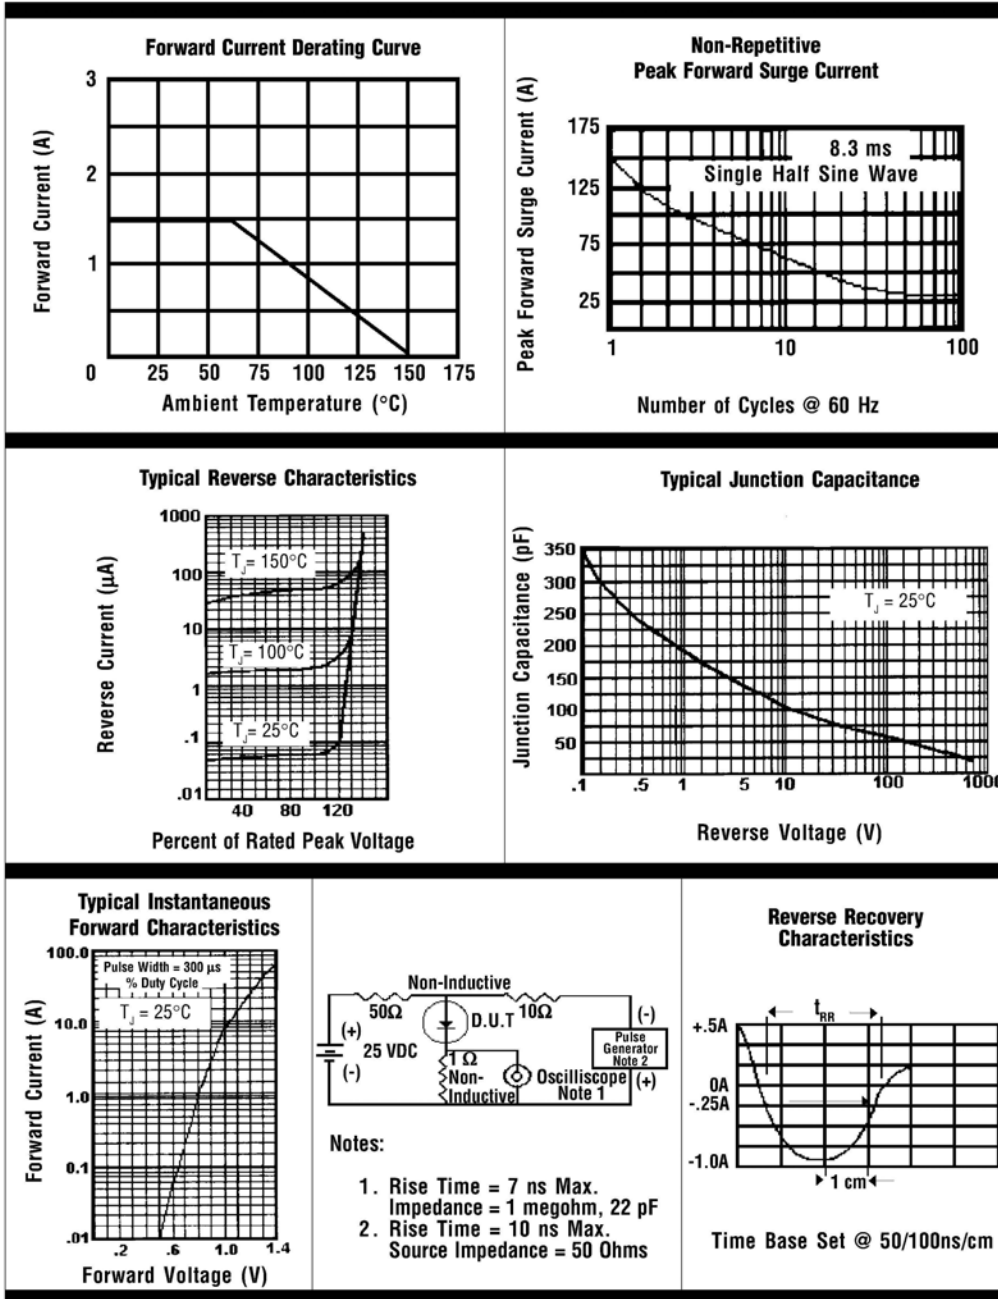 Forward Current Derating Curve
3
2
1
0
25 50 75 100 125 150 175
Forward Current (A)
Ambient Temperature (°C)
Non-Repetitive
Peak Forward Surge Current
175
125
75
25
8.3 ms
Single Half Sine Wave
1 10 100
Peak Forward Surge Current (A)
Number of Cycles @ 60 Hz
Typical Reverse Characteristics
1000
100
10
1
.1
.01
TJ= 150°C
TJ= 100°C
TJ= 25°C
40 80 120
Reverse Current (µA)
Percent of Rated Peak Voltage
Typical Junction Capacitance
350
300
250
200
150
100
50
TJ = 25°C
.1 .5 1 5 10 100 1000
Junction Capacitance (pF)
Reverse Voltage (V)
Typical Instantaneous
Forward Characteristics
100.0
10.0
1.0
0.1
.01
Pulse Width = 300 µs
% Duty Cycle
TJ = 25°C
.2 .6 1.0 1.4
Forward Current (A)
Forward Voltage (V)
Non-Inductive
50Ω
10Ω
D.U.T
(+)
25 VDC
(-)
1 Ω
Non-
Inductive
Oscilliscope
Note 1
(-)
Pulse
Generator
Note 2
(+)
Notes:
1. Rise Time = 7 ns Max.
Impedance = 1 megohm, 22 pF
2. Rise Time = 10 ns Max.
Source Impedance = 50 Ohms
Reverse Recovery
Characteristics
tRR
+.5A
0A
-.25A
-1.0A
1 cm
Time Base Set @ 50/100ns/cm